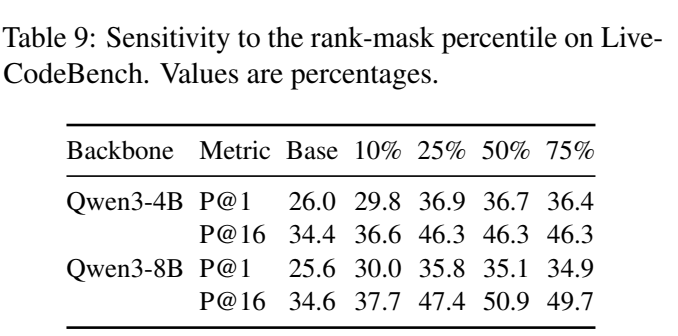 Table 9: Sensitivity to the rank-mask percentile on Live-
CodeBench. Values are percentages.
Backbone Metric Base 10% 25% 50% 75%
Qwen3-4B P@1 26.0 29.8 36.9 36.7 36.4
P@16 34.4 36.6 46.3 46.3 46.3
Qwen3-8B P@1 25.6 30.0 35.8 35.1 34.9
P@16 34.6 37.7 47.4 50.9 49.7